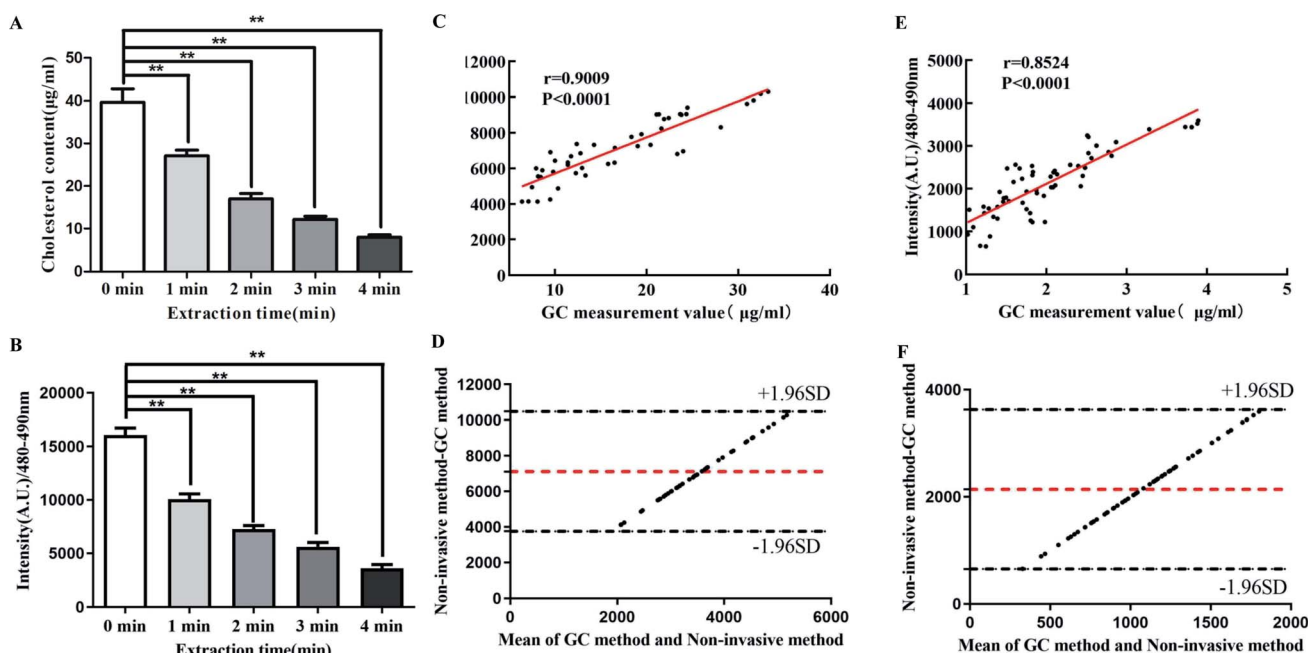 A
**
**
**
**
Cholesterol content(μg/ml)
50
40
30
20
10
0
0 min 1 min 2 min 3 min 4 min
Extraction time(min)
B
**
**
**
**
Intensity(A.U.)/480-490nm
20000
15000
10000
5000
0
0 min 1 min 2 min 3 min 4 min
Extraction time(min)
C
r=0.9009
P<0.0001
12000
10000
8000
6000
4000
2000
0
10 20 30 40
GC measurement value( μg/ml)
D
Non-invasive method-GC method
12000
10000
8000
6000
4000
2000
0
+1.96SD
-1.96SD
0 2000 4000 6000
Mean of GC method and Non-invasive method
E
r=0.8524
P<0.0001
Intensity(A.U.)/480-490nm
5000
4000
3000
2000
1000
0
1 2 3 4 5
GC measurement value( μg/ml)
F
Non-invasive method-GC method
4000
2000
0
+1.96SD
-1.96SD
0 500 1000 1500 2000
Mean of GC method and Non-invasive method